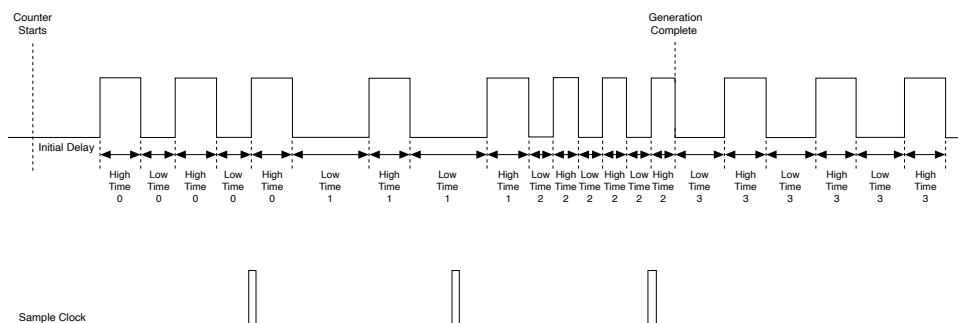 Counter
Starts
Generation
Complete
Initial Delay
High
Time
0
Low
Time
0
High
Time
0
Low
Time
0
High
Time
0
Low
Time
1
High
Time
1
Low
Time
1
High
Time
1
Low
Time
2
High
Time
2
Low
Time
2
High
Time
2
Low
Time
2
High
Time
2
Low
Time
3
High
Time
3
Low
Time
3
High
Time
3
Low
Time
3
High
Time
3
Sample Clock